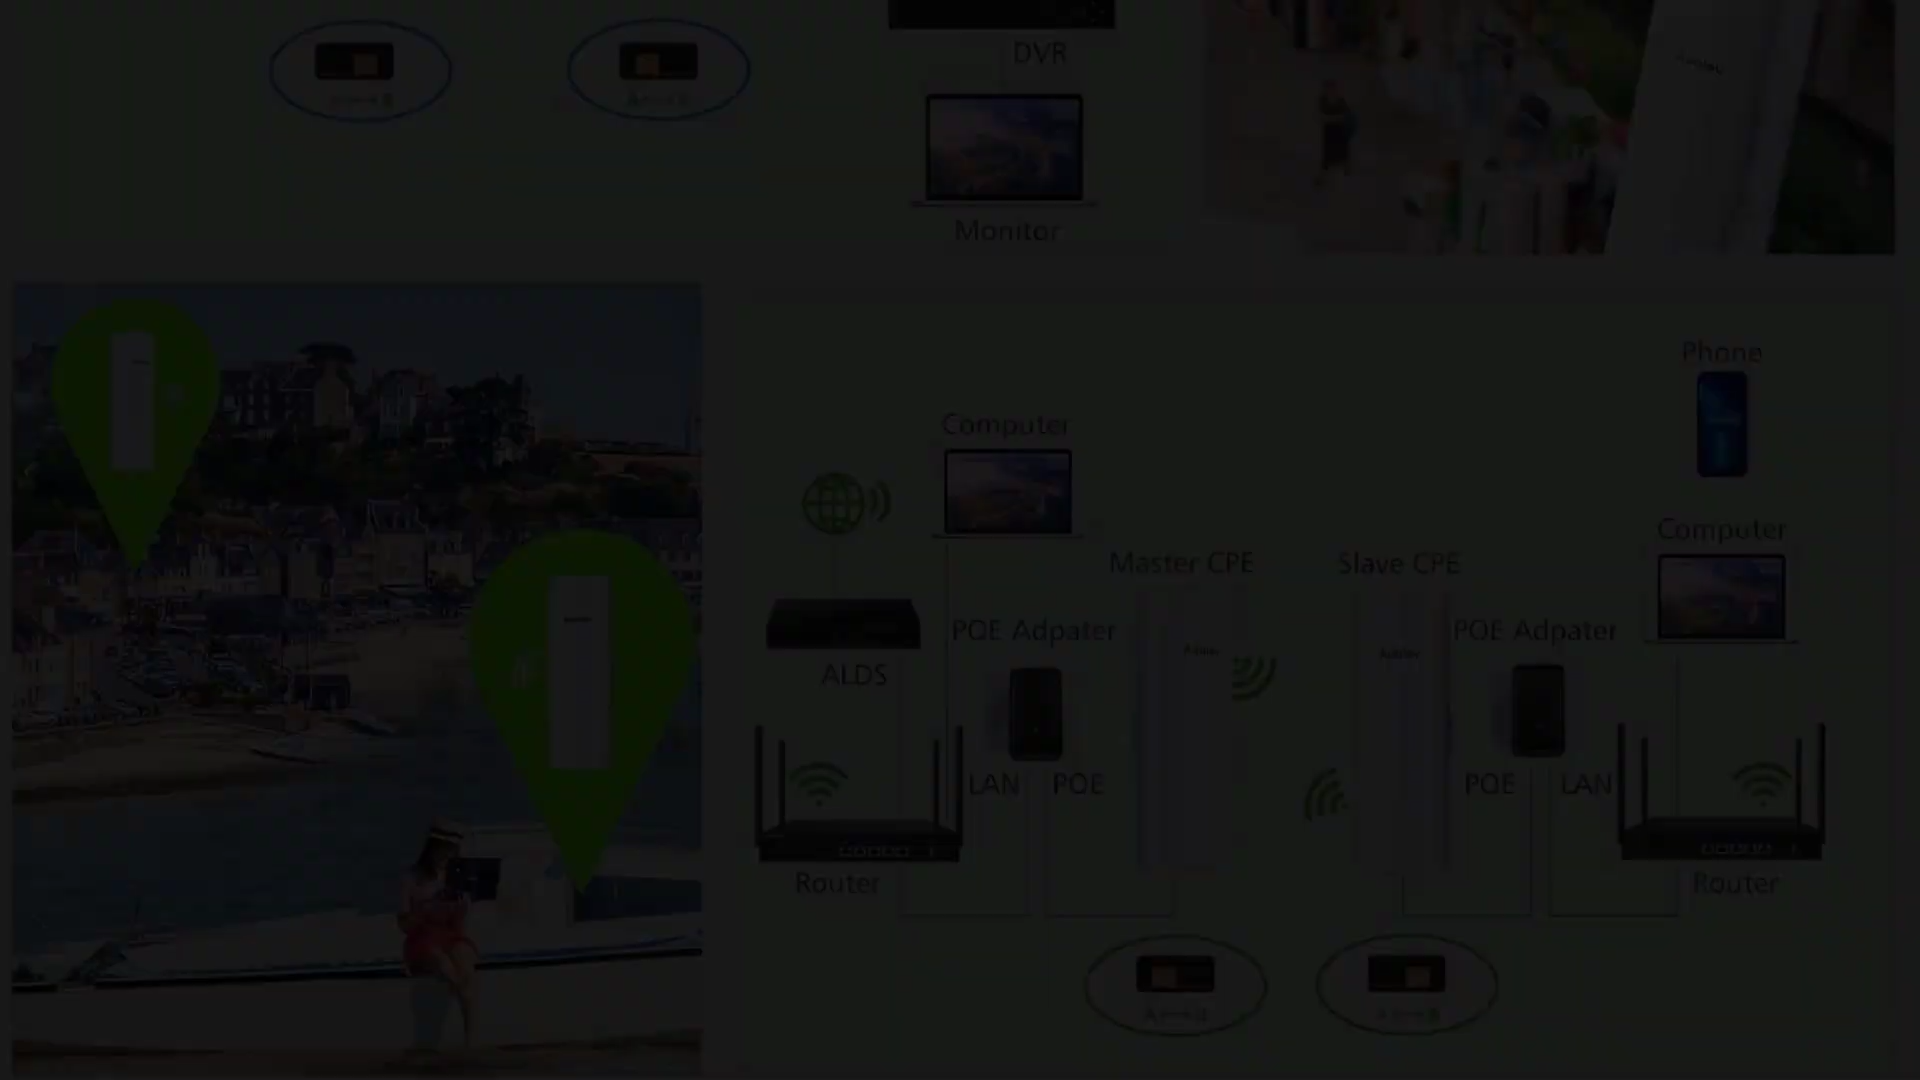 DVR
Monitor
Phone
Computer
Computer
Master CPE
Slave CPE
POE Adpater
POE Adpater
ALDS
LAN
POE
POE
LAN
Router
Router